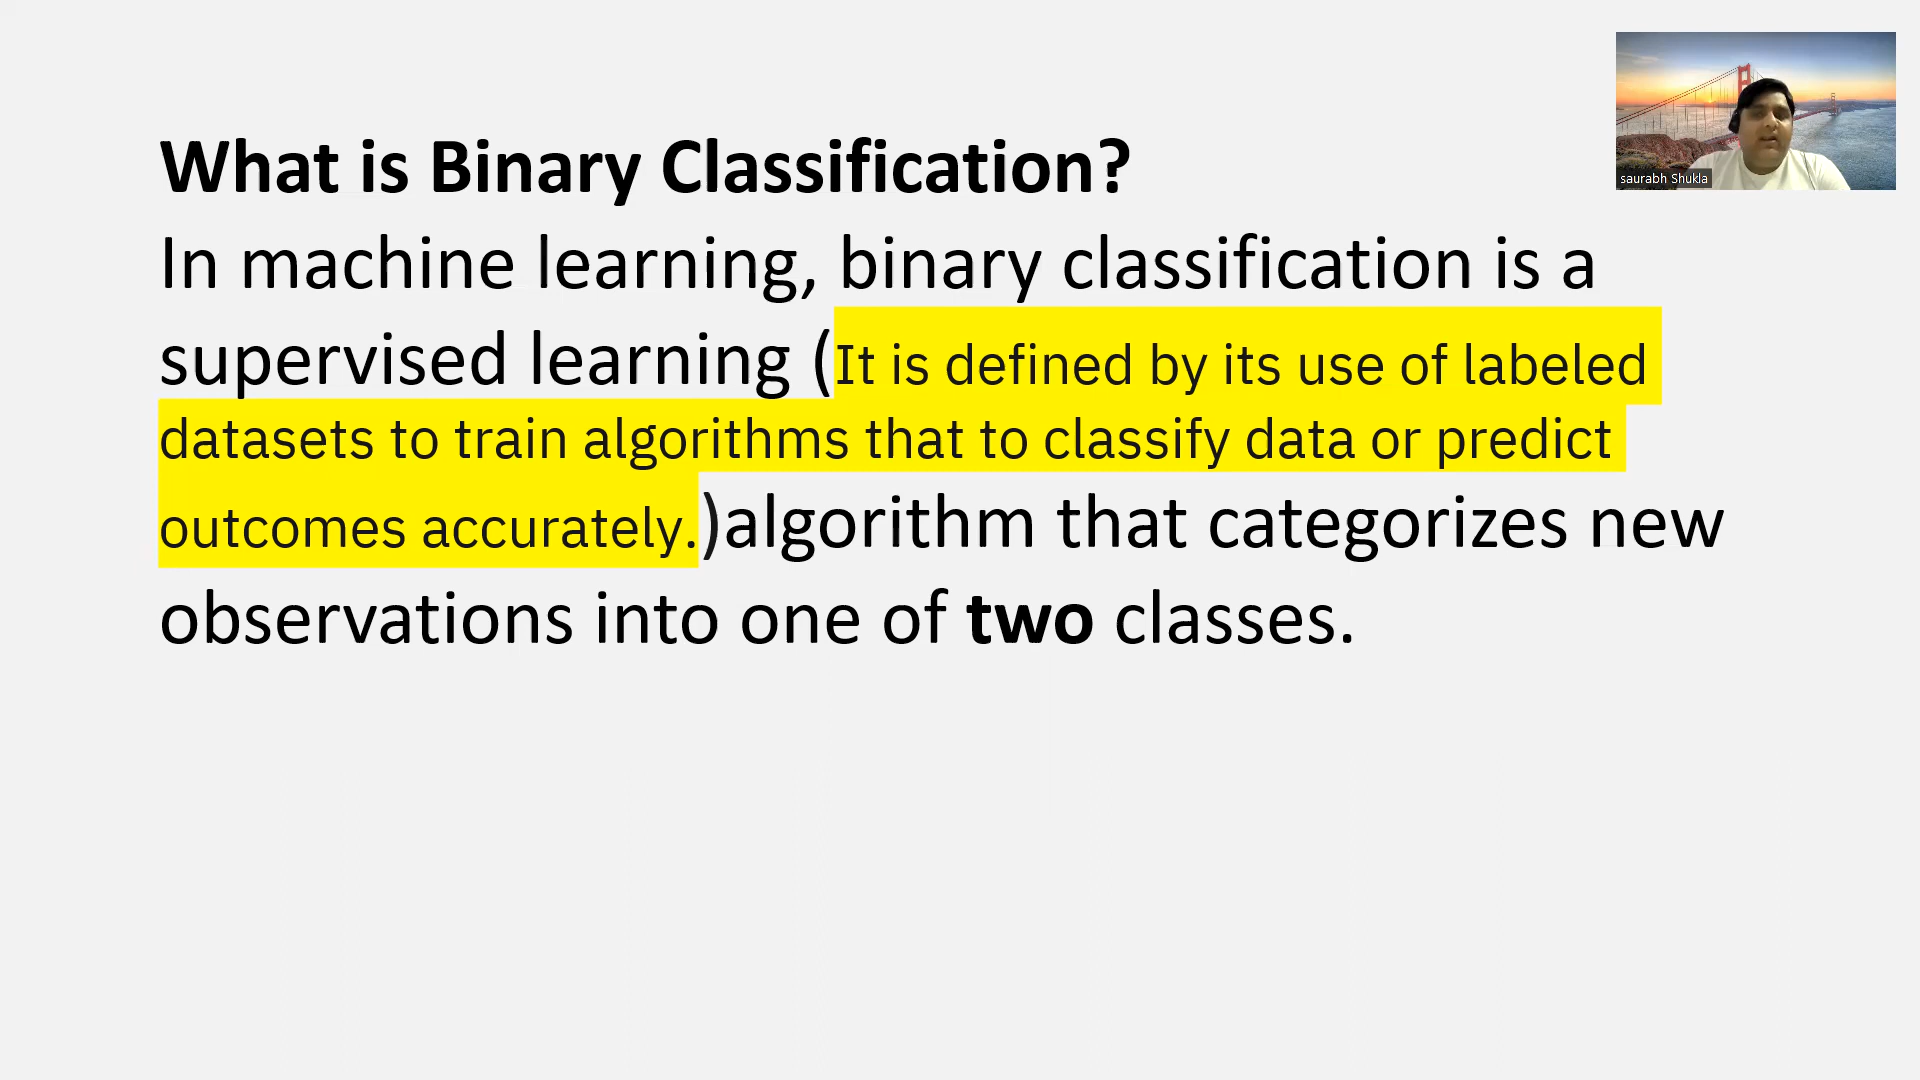 What is Binary Classification?
In machine learning, binary classification is a
supervised learning (It is defined by its use of labeled
datasets to train algorithms that to classify data or predict
outcomes accurately.)algorithm that categorizes new
observations into one of two classes.
saurabh Shukla